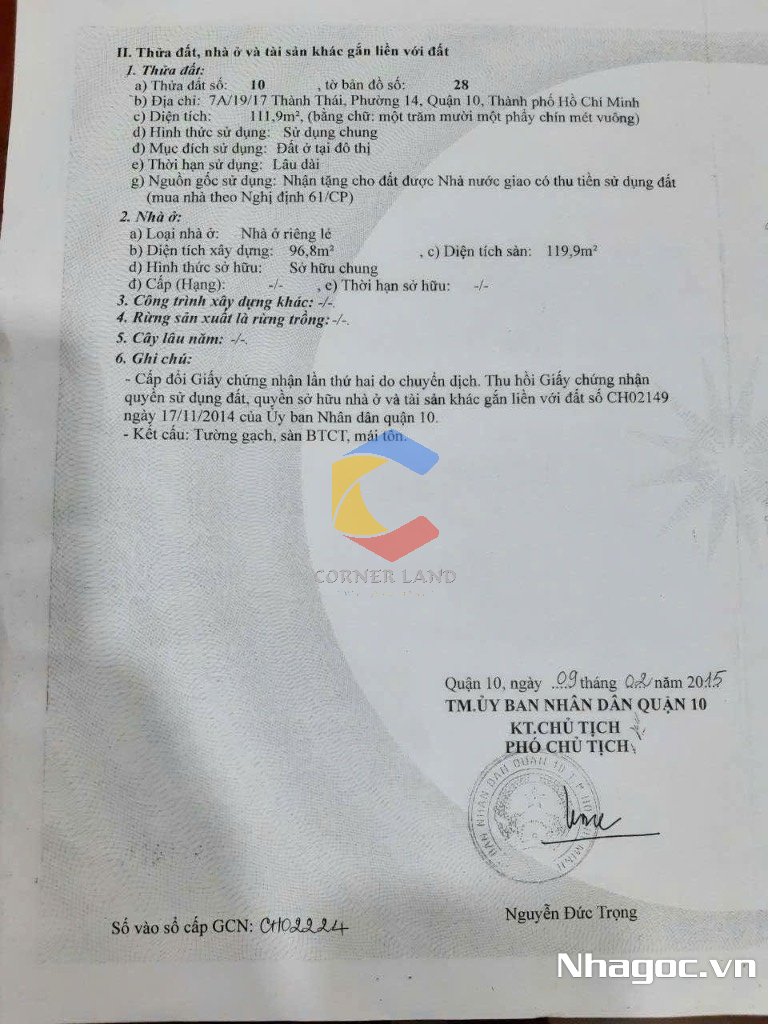 II. Thửa đất, nhà ở và tài sản khác gắn liền với đất
1. Thửa đất:
a) Thửa đất số: 10 , tờ bản đồ số: 28
b) Địa chỉ: 7A/19/17 Thành Thái, Phường 14, Quận 10, Thành phố Hồ Chí Minh
c) Diện tích: 111,9m², (bằng chữ: một trăm mười một phẩy chín mét vuông)
d) Hình thức sử dụng: Sử dụng chung
đ) Mục đích sử dụng: Đất ở tại đô thị
e) Thời hạn sử dụng: Lâu dài
g) Nguồn gốc sử dụng: Nhận tặng cho đất được Nhà nước giao có thu tiền sử dụng đất
(mua nhà theo Nghị định 61/CP)
2. Nhà ở:
a) Loại nhà ở: Nhà ở riêng lẻ
b) Diện tích xây dựng: 96,8m² , c) Diện tích sàn: 119,9m²
d) Hình thức sở hữu: Sở hữu chung
đ) Cấp (Hạng): -/- , e) Thời hạn sở hữu: -/-
3. Công trình xây dựng khác: -/-.
4. Rừng sản xuất là rừng trồng: -/-.
5. Cây lâu năm: -/-.
6. Ghi chú:
- Cấp đổi Giấy chứng nhận lần thứ hai do chuyển dịch. Thu hồi Giấy chứng nhận
quyền sử dụng đất, quyền sở hữu nhà ở và tài sản khác gắn liền với đất số CH02149
ngày 17/11/2014 của Ủy ban Nhân dân quận 10.
- Kết cấu: Tường gạch, sàn BTCT, mái tôn.
CORNER LAND
Quận 10, ngày 09 tháng 02 năm 2015
TM.ỦY BAN NHÂN DÂN QUẬN 10
KT.CHỦ TỊCH
PHÓ CHỦ TỊCH
BAN NHÂN DÂN QUẬN 10 T.P HỒ CHÍ MINH
Nguyễn Đức Trọng
Số vào sổ cấp GCN: CH02224
Nhagoc.vn